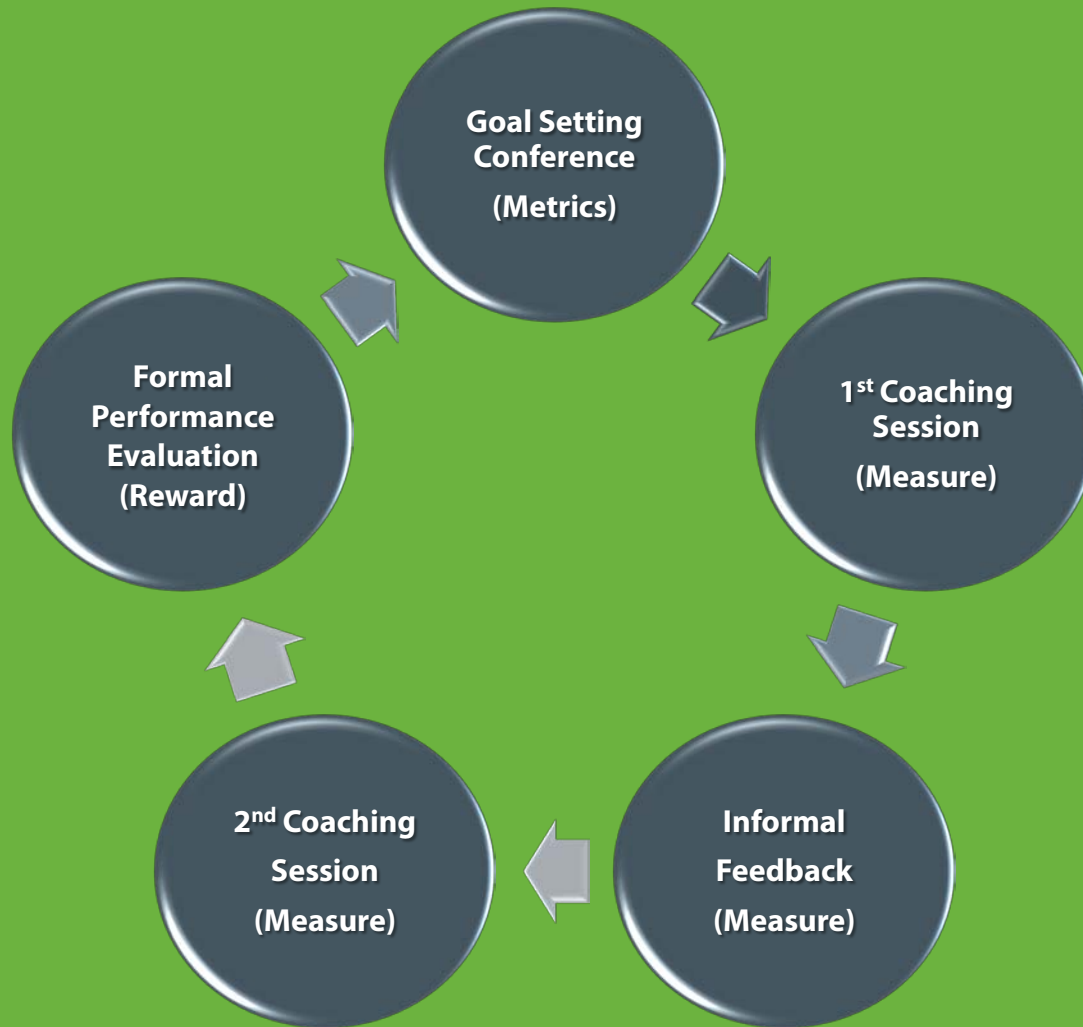 Goal Setting
Conference
(Metrics)
1st Coaching
Session
(Measure)
Informal
Feedback
(Measure)
2nd Coaching
Session
(Measure)
Formal
Performance
Evaluation
(Reward)